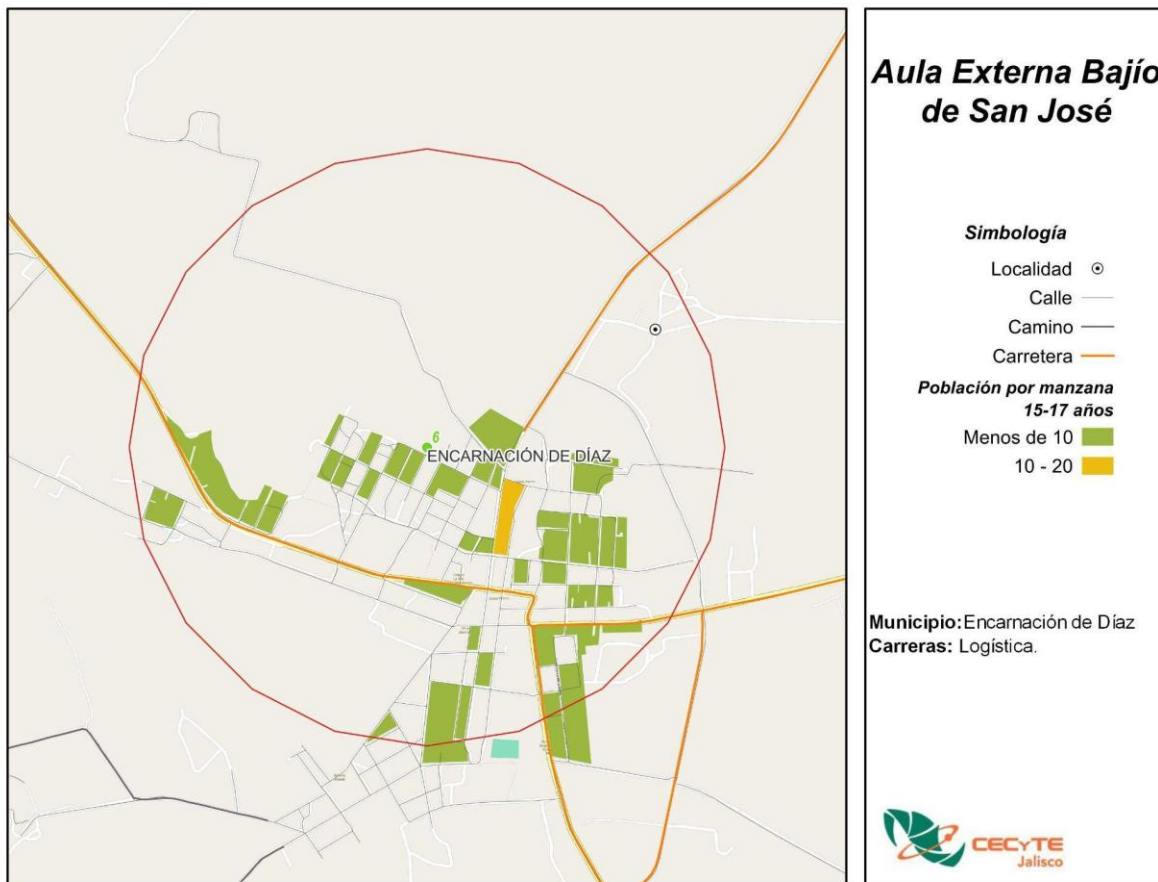 6
ENCARNACIÓN DE DÍAZ
Aula Externa Bajío
de San José
Simbología
Localidad
Calle
Camino
Carretera
Población por manzana
15-17 años
Menos de 10
10 - 20
Municipio:Encarnación de Díaz
Carreras: Logística.
CECyTE
Jalisco